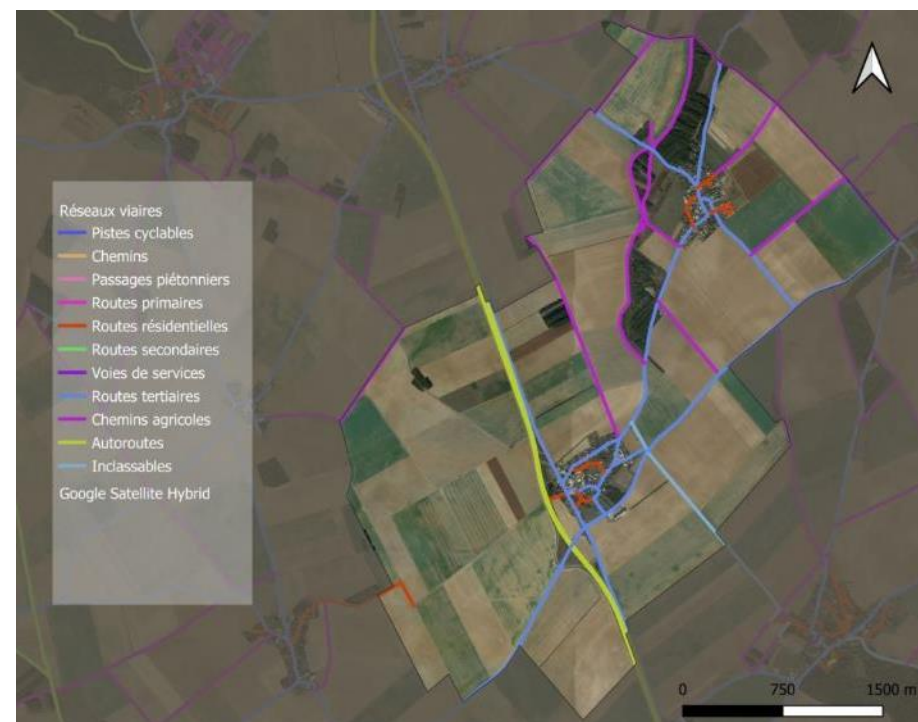 Réseaux viaires
Pistes cyclables
Chemins
Passages piétonniers
Routes primaires
Routes résidentielles
Routes secondaires
Voies de services
Routes tertiaires
Chemins agricoles
Autoroutes
Inclassables
Google Satellite Hybrid
0 750 1500 m